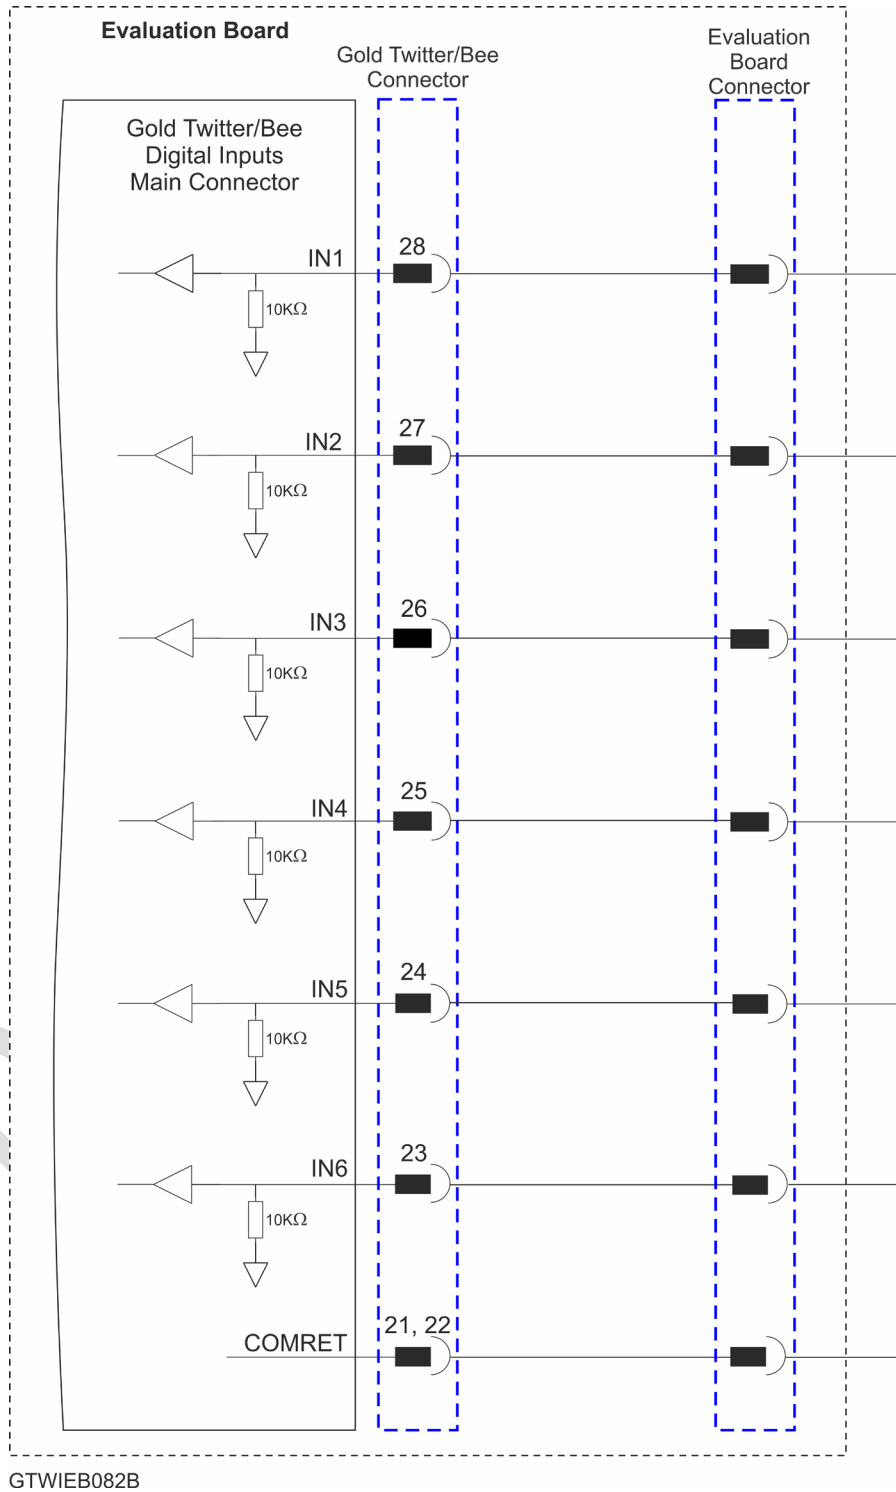 Evaluation Board
Gold Twitter/Bee
Connector
Evaluation
Board
Connector
Gold Twitter/Bee
Digital Inputs
Main Connector
IN1
28
10KΩ
IN2
27
10KΩ
IN3
26
10KΩ
IN4
25
10KΩ
IN5
24
10KΩ
IN6
23
10KΩ
COMRET
21, 22
GTWIEB082B